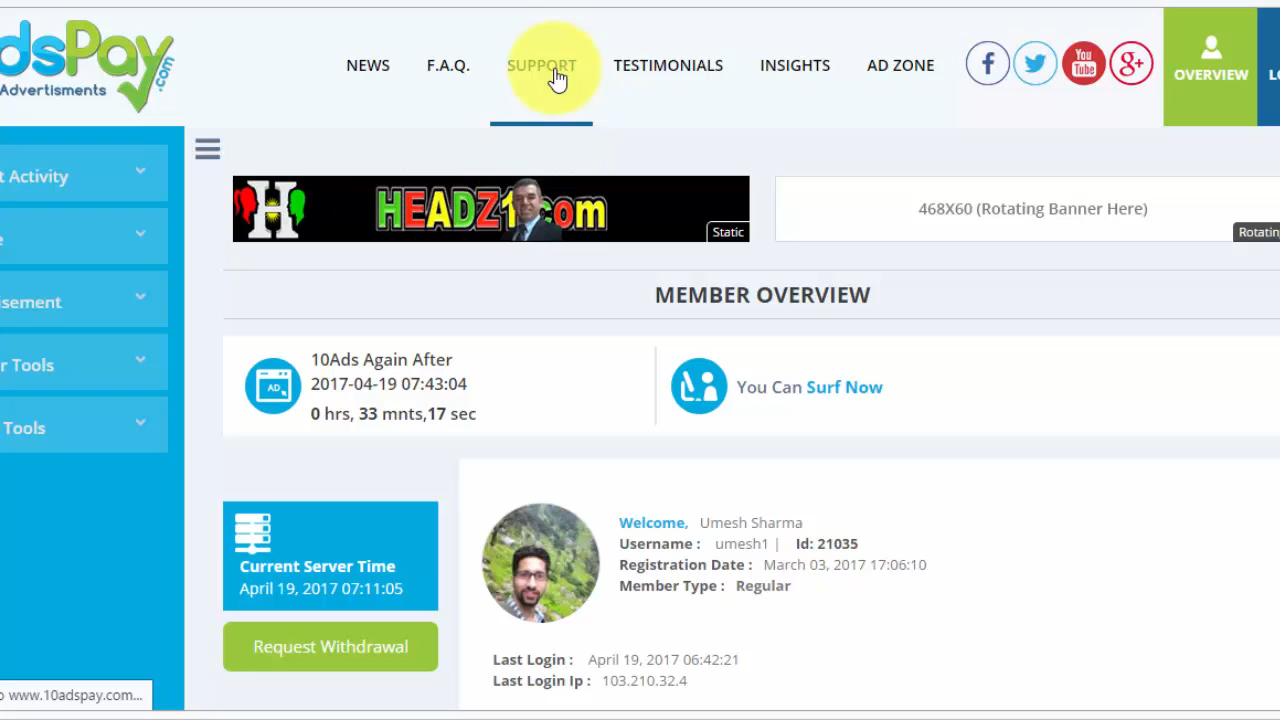 dsPay.com
Advertisments
NEWS F.A.Q. SUPPORT TESTIMONIALS INSIGHTS AD ZONE
You Tube
g+
OVERVIEW
LO
t Activity
e
isement
r Tools
Tools
H HEADZ1.com
Static
468X60 (Rotating Banner Here)
Rotatin
MEMBER OVERVIEW
AD
10Ads Again After
2017-04-19 07:43:04
0 hrs, 33 mnts,17 sec
You Can Surf Now
Current Server Time
April 19, 2017 07:11:05
Request Withdrawal
Welcome, Umesh Sharma
Username : umesh1 | Id: 21035
Registration Date : March 03, 2017 17:06:10
Member Type : Regular
Last Login : April 19, 2017 06:42:21
Last Login Ip : 103.210.32.4
o www.10adspay.com...